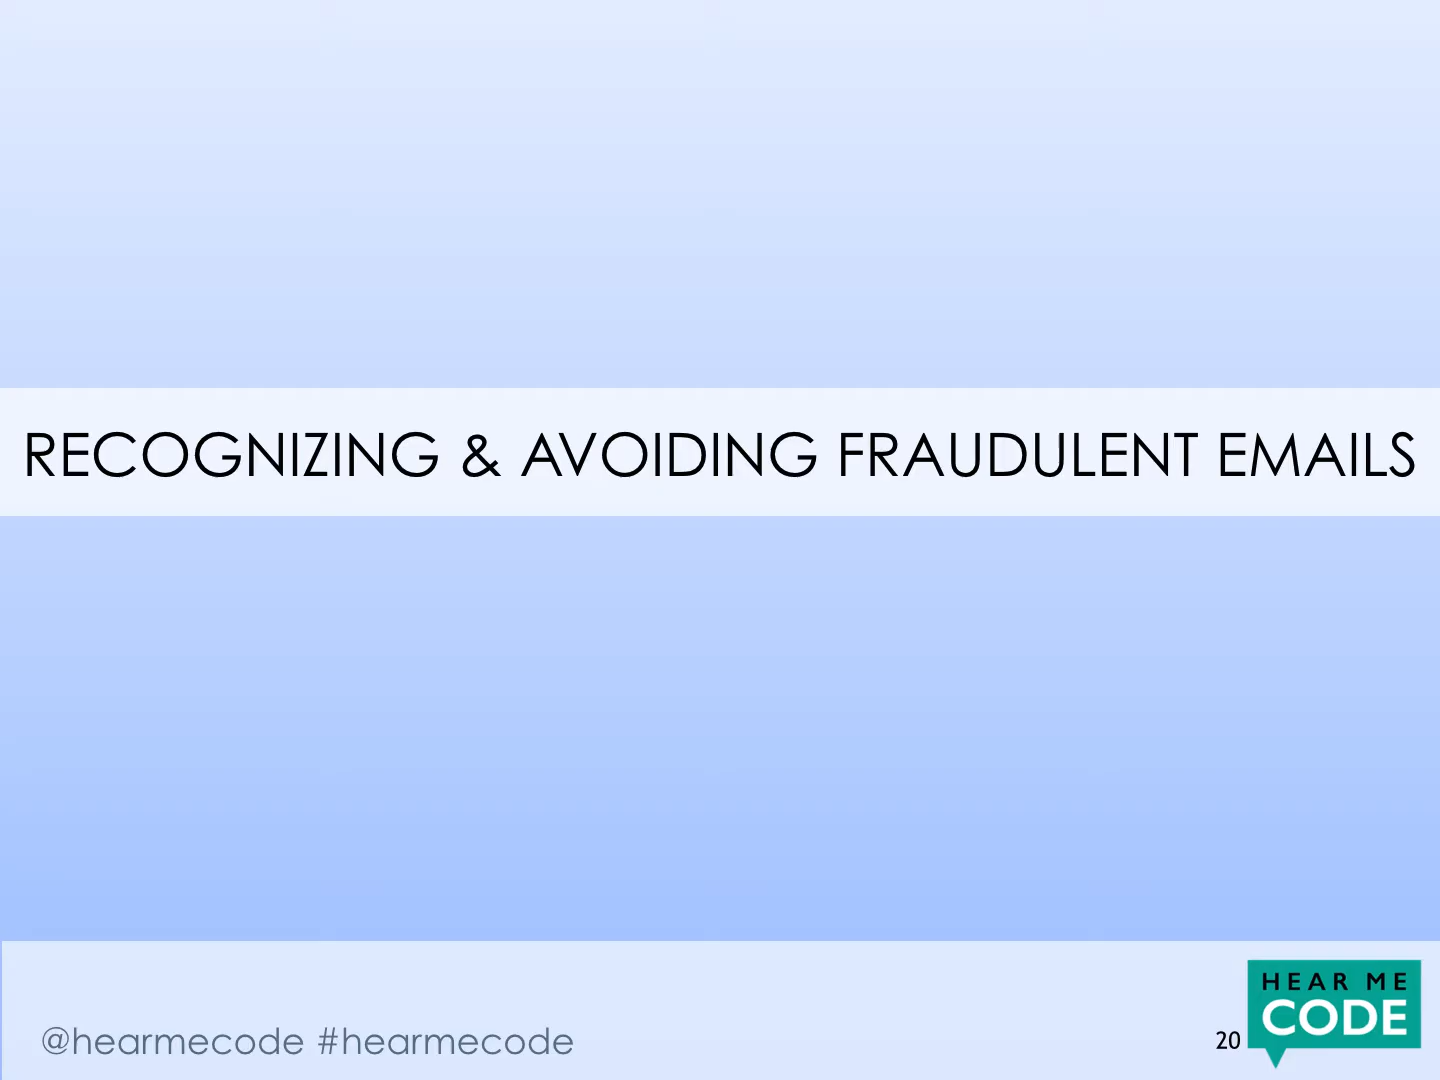 RECOGNIZING & AVOIDING FRAUDULENT EMAILS
@hearmecode #hearmecode
20
HEAR ME
CODE